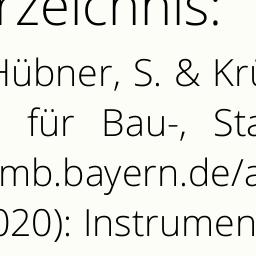 rzeichnis:
Hübner, S. & Krü
für Bau-, Sta
mb.bayern.de/a
020): Instrumen